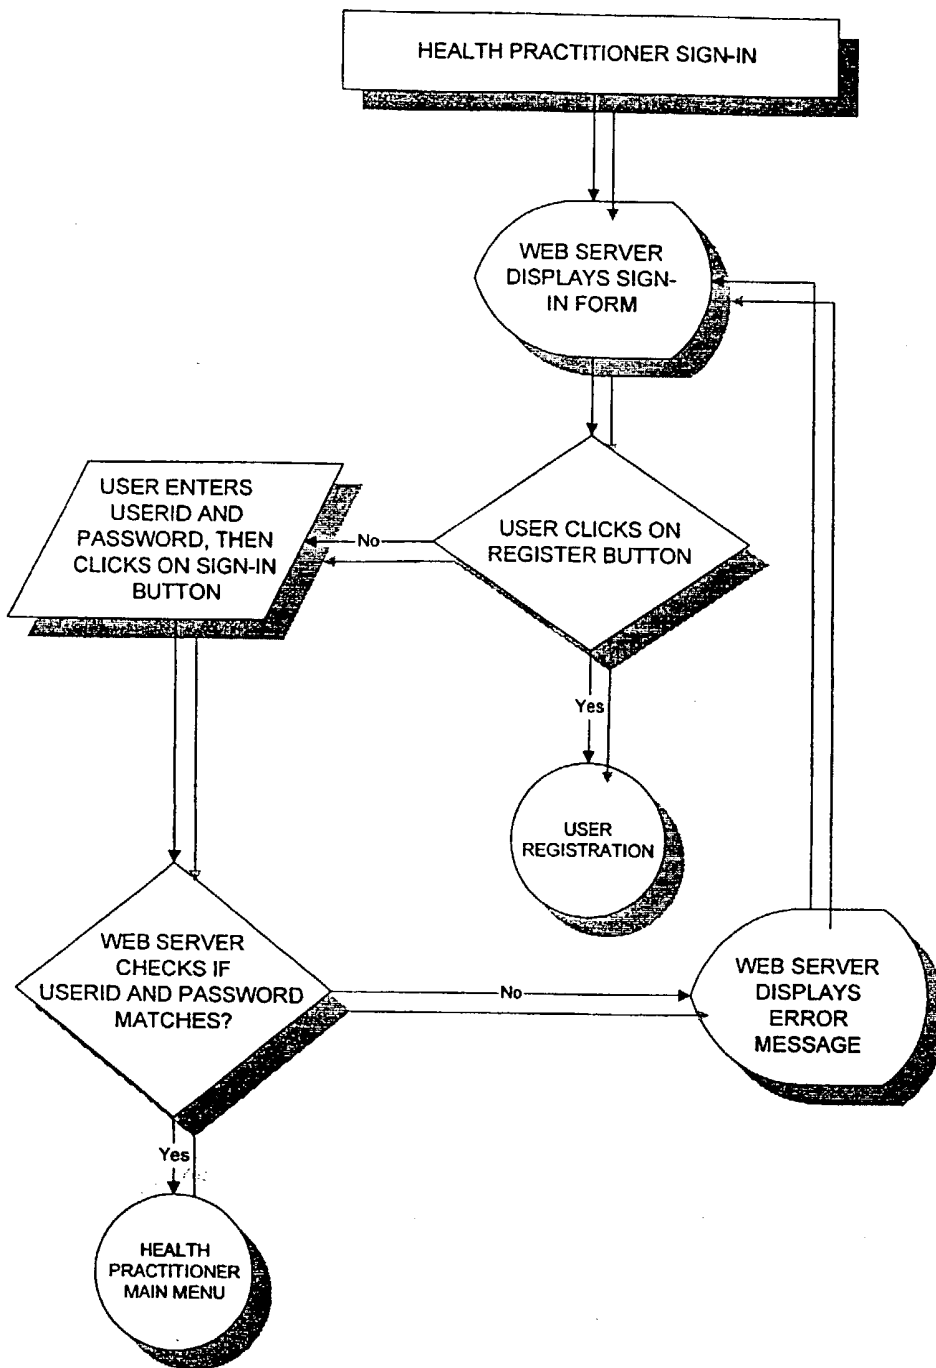 HEALTH PRACTITIONER SIGN-IN
WEB SERVER
DISPLAYS SIGN-
IN FORM
USER ENTERS
USERID AND
PASSWORD, THEN
CLICKS ON SIGN-IN
BUTTON
No
USER CLICKS ON
REGISTER BUTTON
Yes
USER
REGISTRATION
WEB SERVER
CHECKS IF
USERID AND PASSWORD
MATCHES?
No
WEB SERVER
DISPLAYS
ERROR
MESSAGE
Yes
HEALTH
PRACTITIONER
MAIN MENU